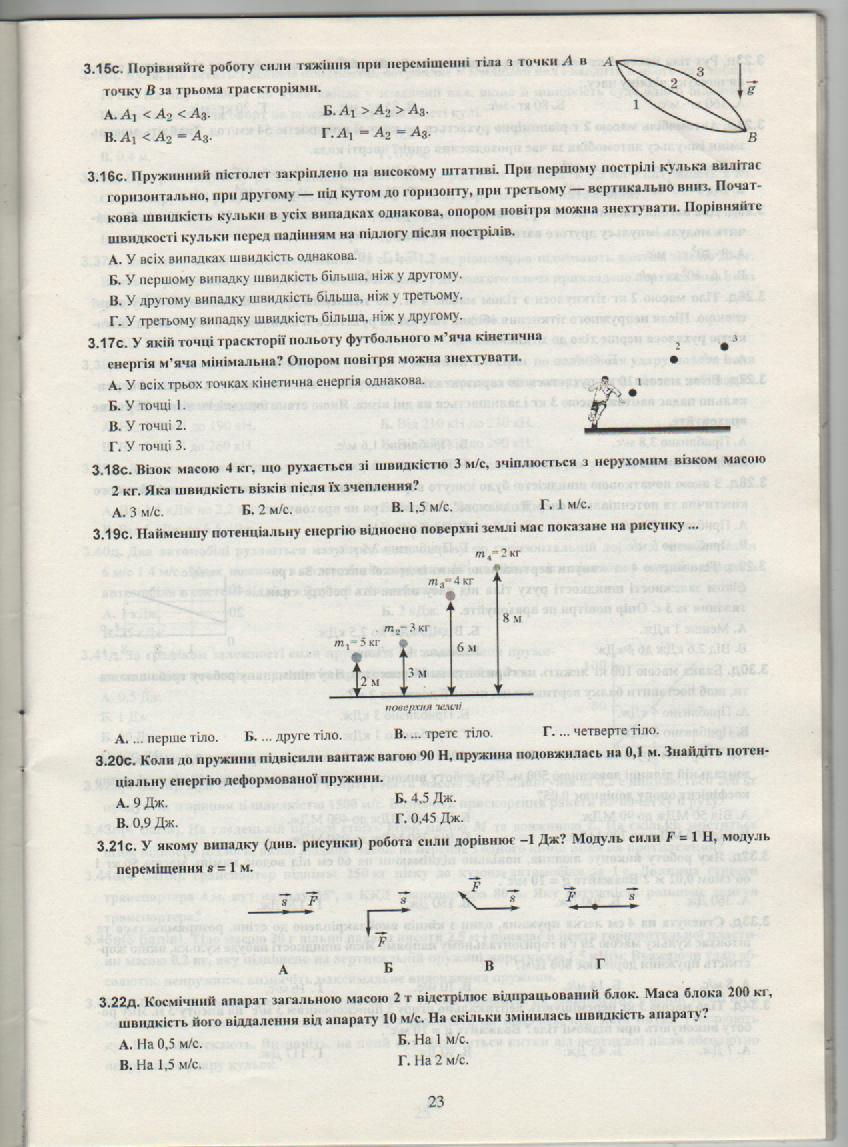 3.15с. Порівняйте роботу сили тяжіння при переміщенні тіла з точки A в
точку B за трьома траєкторіями.
А. A₁ < A₂ < A₃. Б. A₁ > A₂ > A₃.
В. A₁ < A₂ = A₃. Г. A₁ = A₂ = A₃.
A 3 2 1 g B
3.16с. Пружинний пістолет закріплено на високому штативі. При першому пострілі кулька вилітає
горизонтально, при другому — під кутом до горизонту, при третьому — вертикально вниз. Почат-
кова швидкість кульки в усіх випадках однакова, опором повітря можна знехтувати. Порівняйте
швидкості кульки перед падінням на підлогу після пострілів.
А. У всіх випадках швидкість однакова.
Б. У першому випадку швидкість більша, ніж у другому.
В. У другому випадку швидкість більша, ніж у третьому.
Г. У третьому випадку швидкість більша, ніж у другому.
3.17с. У якій точці траєкторії польоту футбольного м’яча кінетична
енергія м’яча мінімальна? Опором повітря можна знехтувати.
А. У всіх трьох точках кінетична енергія однакова.
Б. У точці 1.
В. У точці 2.
Г. У точці 3.
1 2 3
3.18с. Візок масою 4 кг, що рухається зі швидкістю 3 м/с, зчіплюється з нерухомим візком масою
2 кг. Яка швидкість візків після їх зчеплення?
А. 3 м/с. Б. 2 м/с. В. 1,5 м/с. Г. 1 м/с.
3.19с. Найменшу потенціальну енергію відносно поверхні землі має показане на рисунку ...
m₄= 2 кг
m₃= 4 кг
m₂= 3 кг
m₁= 5 кг
8 м
6 м
3 м
2 м
поверхня землі
А. ... перше тіло. Б. ... друге тіло. В. ... третє тіло. Г. ... четверте тіло.
3.20с. Коли до пружини підвісили вантаж вагою 90 Н, пружина подовжилась на 0,1 м. Знайдіть потен-
ціальну енергію деформованої пружини.
А. 9 Дж. Б. 4,5 Дж.
В. 0,9 Дж. Г. 0,45 Дж.
3.21с. У якому випадку (див. рисунки) робота сили дорівнює –1 Дж? Модуль сили F = 1 Н, модуль
переміщення s = 1 м.
s F s F s F s
F
А Б В Г
3.22д. Космічний апарат загальною масою 2 т відстрілює відпрацьований блок. Маса блока 200 кг,
швидкість його віддалення від апарату 10 м/с. На скільки змінилась швидкість апарату?
А. На 0,5 м/с. Б. На 1 м/с.
В. На 1,5 м/с. Г. На 2 м/с.
23